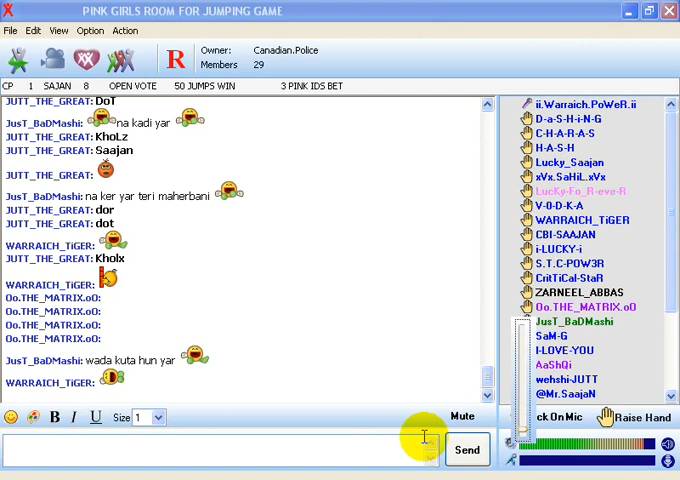 PINK GIRLS ROOM FOR JUMPING GAME
File Edit View Option Action
R
Owner: Canadian.Police
Members 29
CP 1 SAJAN 8 OPEN VOTE 50 JUMPS WIN 3 PINK IDS BET
JUTT_THE_GREAT: DoT
JusT_BaDMashi: na kadi yar
JUTT_THE_GREAT: KhoLz
JUTT_THE_GREAT: Saajan
JUTT_THE_GREAT:
JusT_BaDMashi: na ker yar teri maherbani
JUTT_THE_GREAT: dor
JUTT_THE_GREAT: dot
WARRAICH_TiGER:
JUTT_THE_GREAT: Kholx
WARRAICH_TiGER:
Oo.THE_MATRIX.oO:
Oo.THE_MATRIX.oO:
Oo.THE_MATRIX.oO:
Oo.THE_MATRIX.oO:
JusT_BaDMashi: wada kuta hun yar
WARRAICH_TiGER:
ii.Warraich.PoWeR.ii
D-a-S-H-i-N-G
C-H-A-R-A-S
H-A-S-H
Lucky_Saajan
xVx.SaHiL.xVx
LucKy-Fo_R-eve-R
V-0-D-K-A
WARRAICH_TiGER
CBI-SAAJAN
i-LUCKY-i
S.T.C-P0W3R
CritTiCal-StaR
ZARNEEL_ABBAS
Oo.THE_MATRIX.oO
JusT_BaDMashi
SaM-G
I-LOVE-YOU
AaShQi
wehshi-JUTT
@Mr.SaajaN
B I U Size 1 Mute
ck On Mic Raise Hand
Send